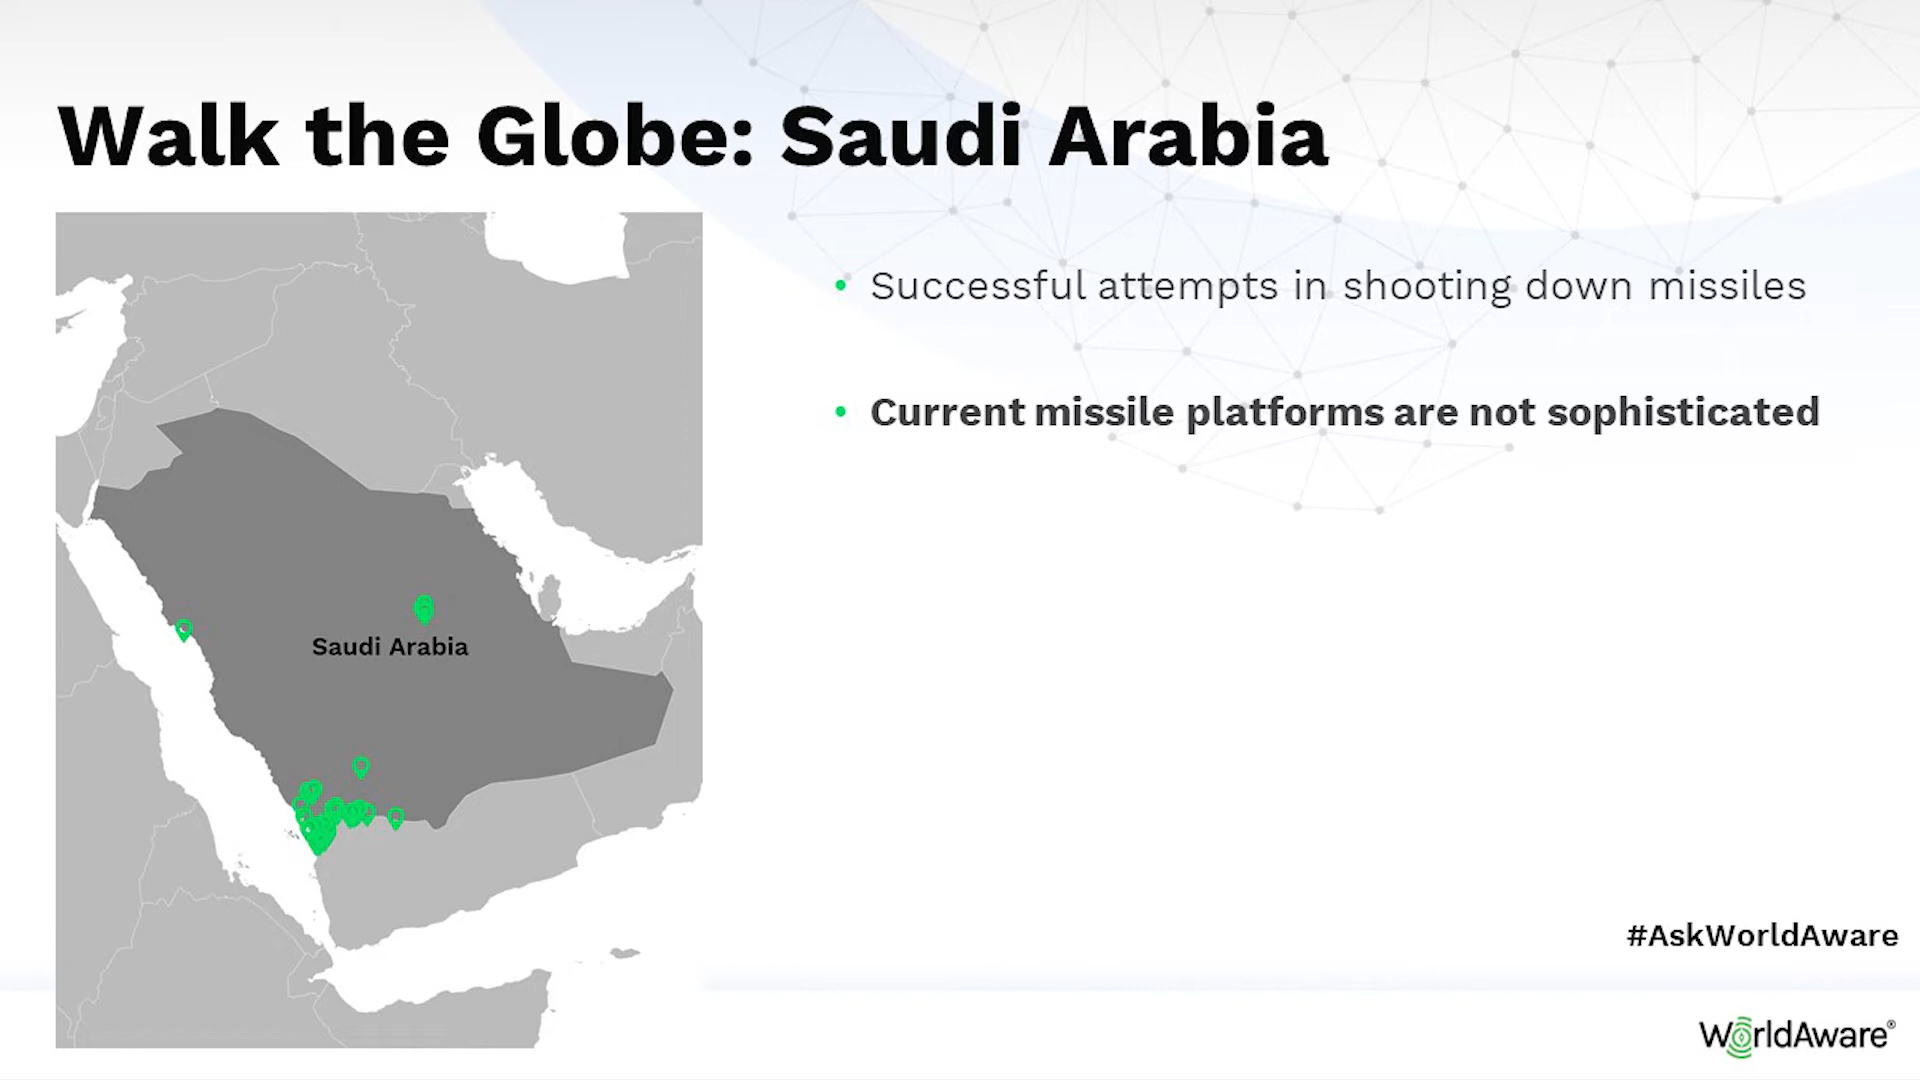 Walk the Globe: Saudi Arabia
• Successful attempts in shooting down missiles
• Current missile platforms are not sophisticated
Saudi Arabia
#AskWorldAware
WorldAware®